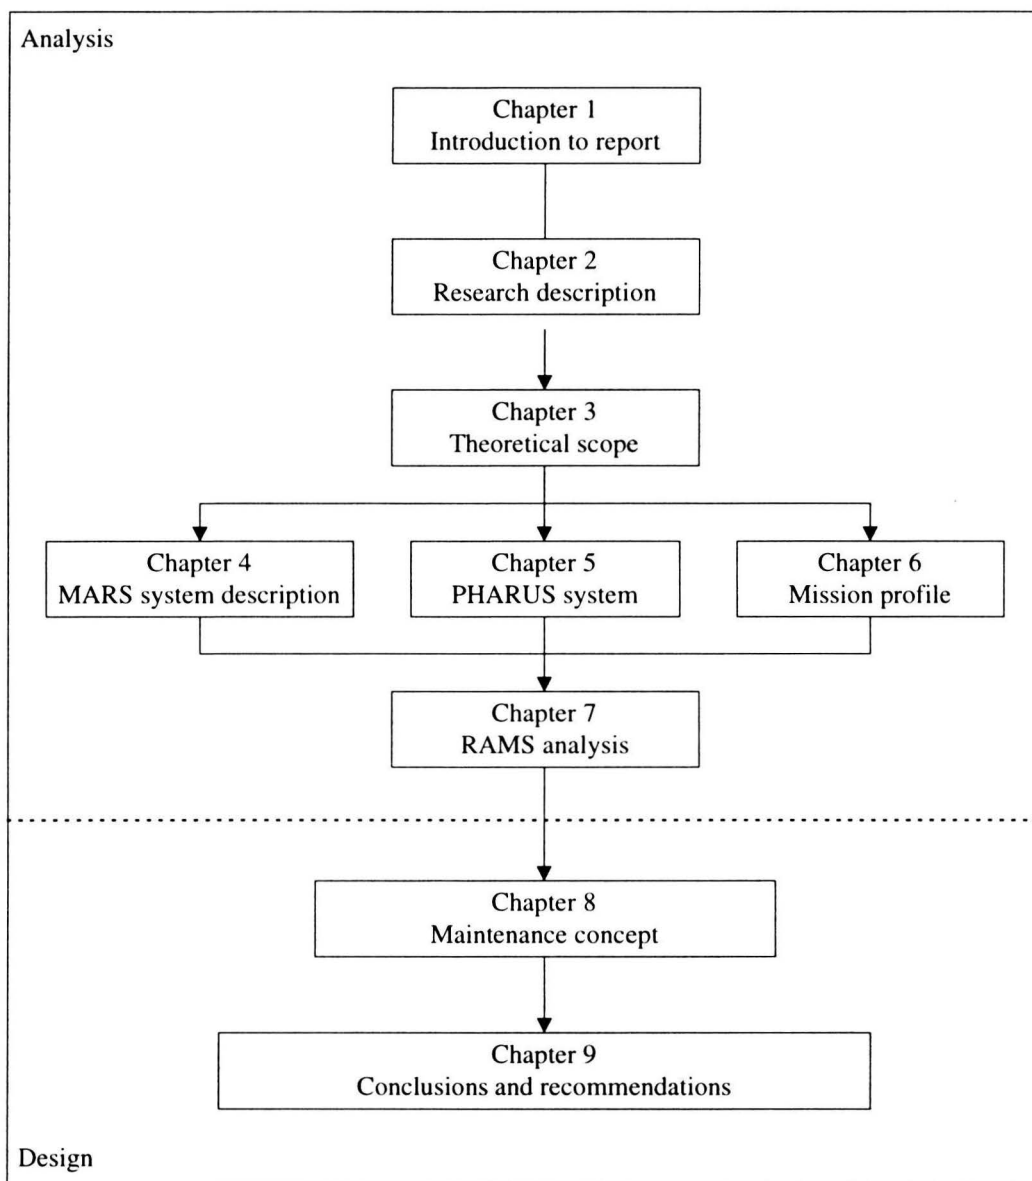 Analysis
Chapter 1
Introduction to report
Chapter 2
Research description
Chapter 3
Theoretical scope
Chapter 4
MARS system description
Chapter 5
PHARUS system
Chapter 6
Mission profile
Chapter 7
RAMS analysis
Chapter 8
Maintenance concept
Chapter 9
Conclusions and recommendations
Design